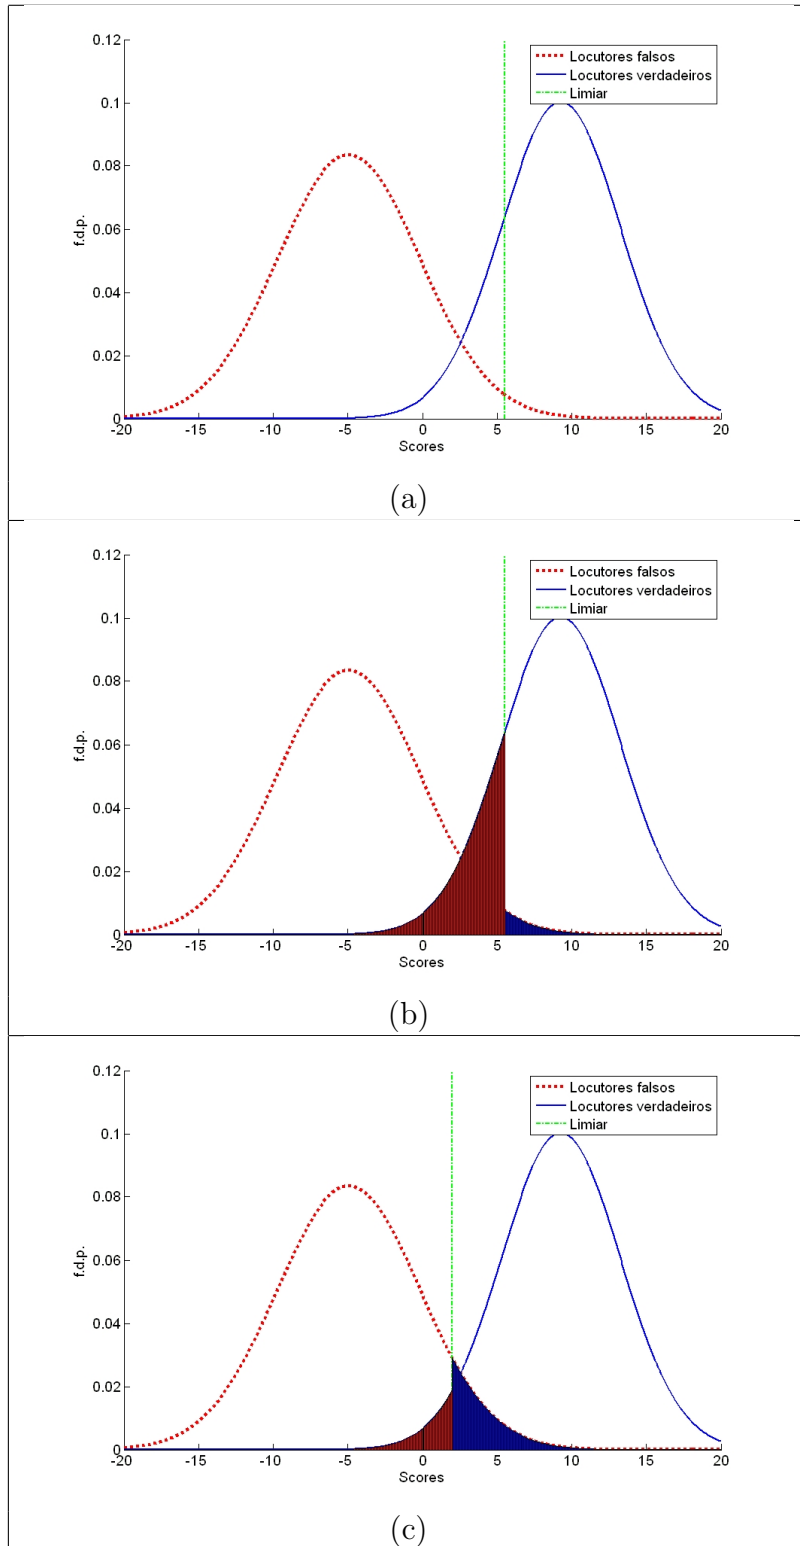 0.12
Locutores falsos
Locutores verdadeiros
Limiar
0.1
0.08
0.06
f.d.p.
0.04
0.02
0
-20 -15 -10 -5 0 5 10 15 20
Scores
(a)
0.12
Locutores falsos
Locutores verdadeiros
Limiar
0.1
0.08
0.06
f.d.p.
0.04
0.02
0
-20 -15 -10 -5 0 5 10 15 20
Scores
(b)
0.12
Locutores falsos
Locutores verdadeiros
Limiar
0.1
0.08
0.06
f.d.p.
0.04
0.02
0
-20 -15 -10 -5 0 5 10 15 20
Scores
(c)